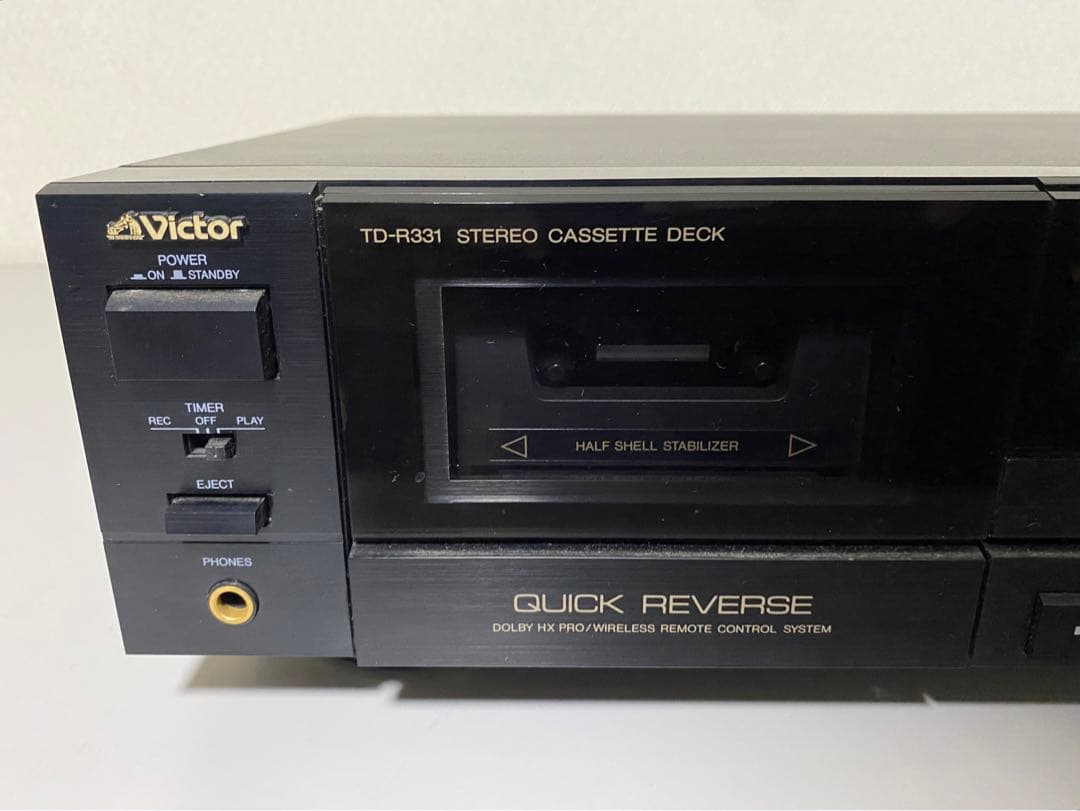 Victor
POWER
ON STANDBY
TIMER
REC OFF PLAY
EJECT
PHONES
TD-R331 STEREO CASSETTE DECK
HALF SHELL STABILIZER
QUICK REVERSE
DOLBY HX PRO/WIRELESS REMOTE CONTROL SYSTEM